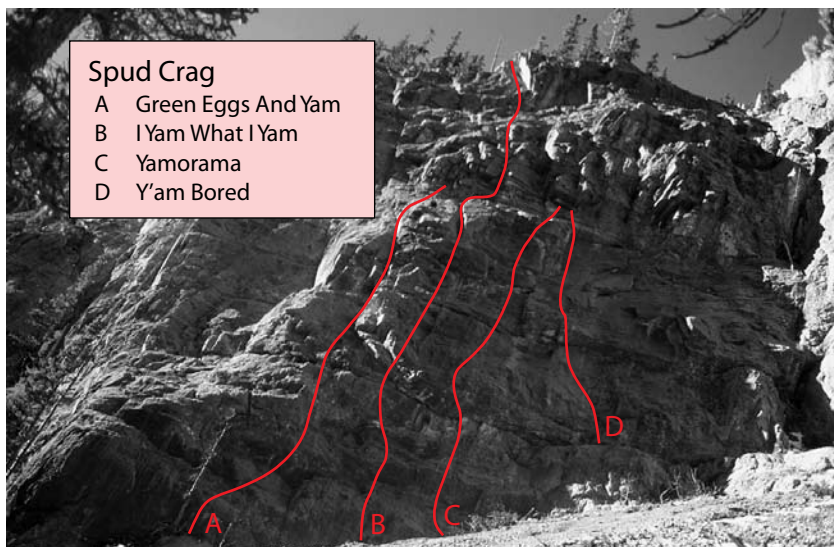 Spud Crag
A Green Eggs And Yam
B I Yam What I Yam
C Yamorama
D Y'am Bored
D
A
B
C